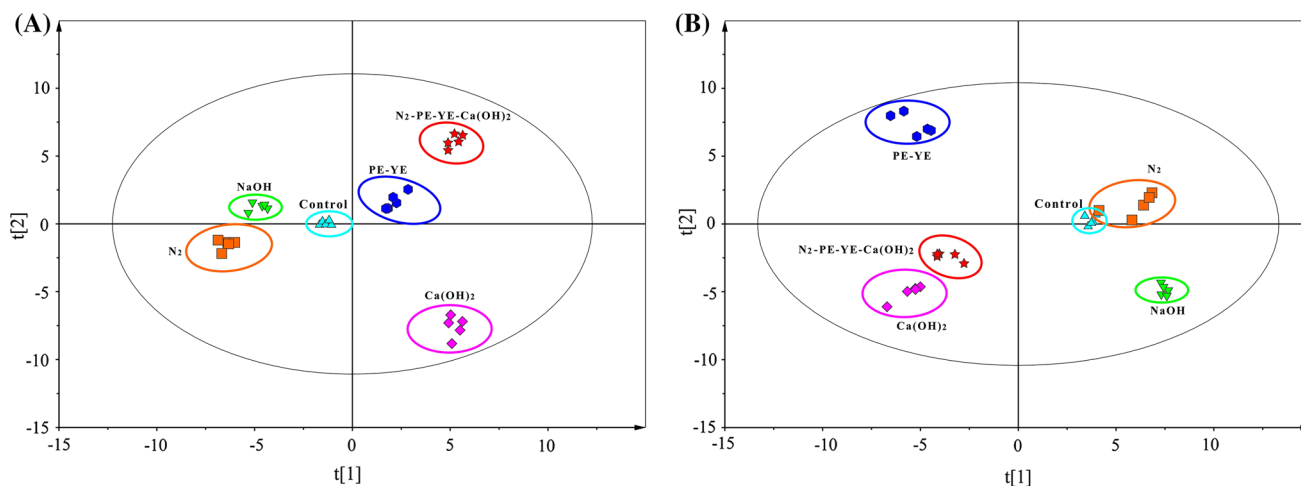 (A)
10
5
0
-5
-10
-15
t[2]
N2-PE-YE-Ca(OH)2
PE-YE
NaOH
Control
N2
Ca(OH)2
-15 -10 -5 0 5 10
t[1]
(B)
10
5
0
-5
-10
-15
t[2]
PE-YE
N2
Control
N2-PE-YE-Ca(OH)2
Ca(OH)2
NaOH
-15 -10 -5 0 5 10
t[1]